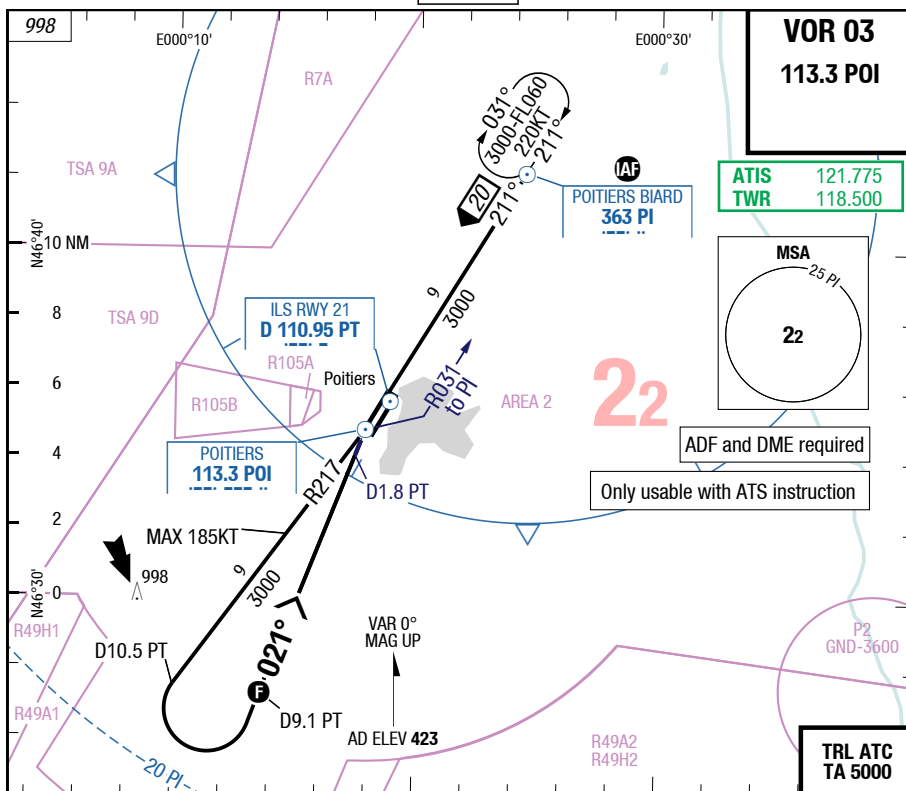 998
E000°10'
E000°30'
VOR 03
113.3 POI
R7A
031°
3000-FL060
220KT
211°
TSA 9A
IAF
ATIS 121.775
TWR 118.500
20
211°
POITIERS BIARD
363 PI
N46°40'
10 NM
MSA
25 PI
22
9
3000
8
TSA 9D
ILS RWY 21
D 110.95 PT
R105A
6
R105B
Poitiers
R031
to PI
AREA 2
22
4
POITIERS
113.3 POI
R217
D1.8 PT
ADF and DME required
Only usable with ATS instruction
2
MAX 185KT
998
9
3000
N46°30'
0
R49H1
VAR 0°
MAG UP
P2
GND-3600
D10.5 PT
021°
F
D9.1 PT
R49A1
AD ELEV 423
20 PI
R49A2
R49H2
TRL ATC
TA 5000